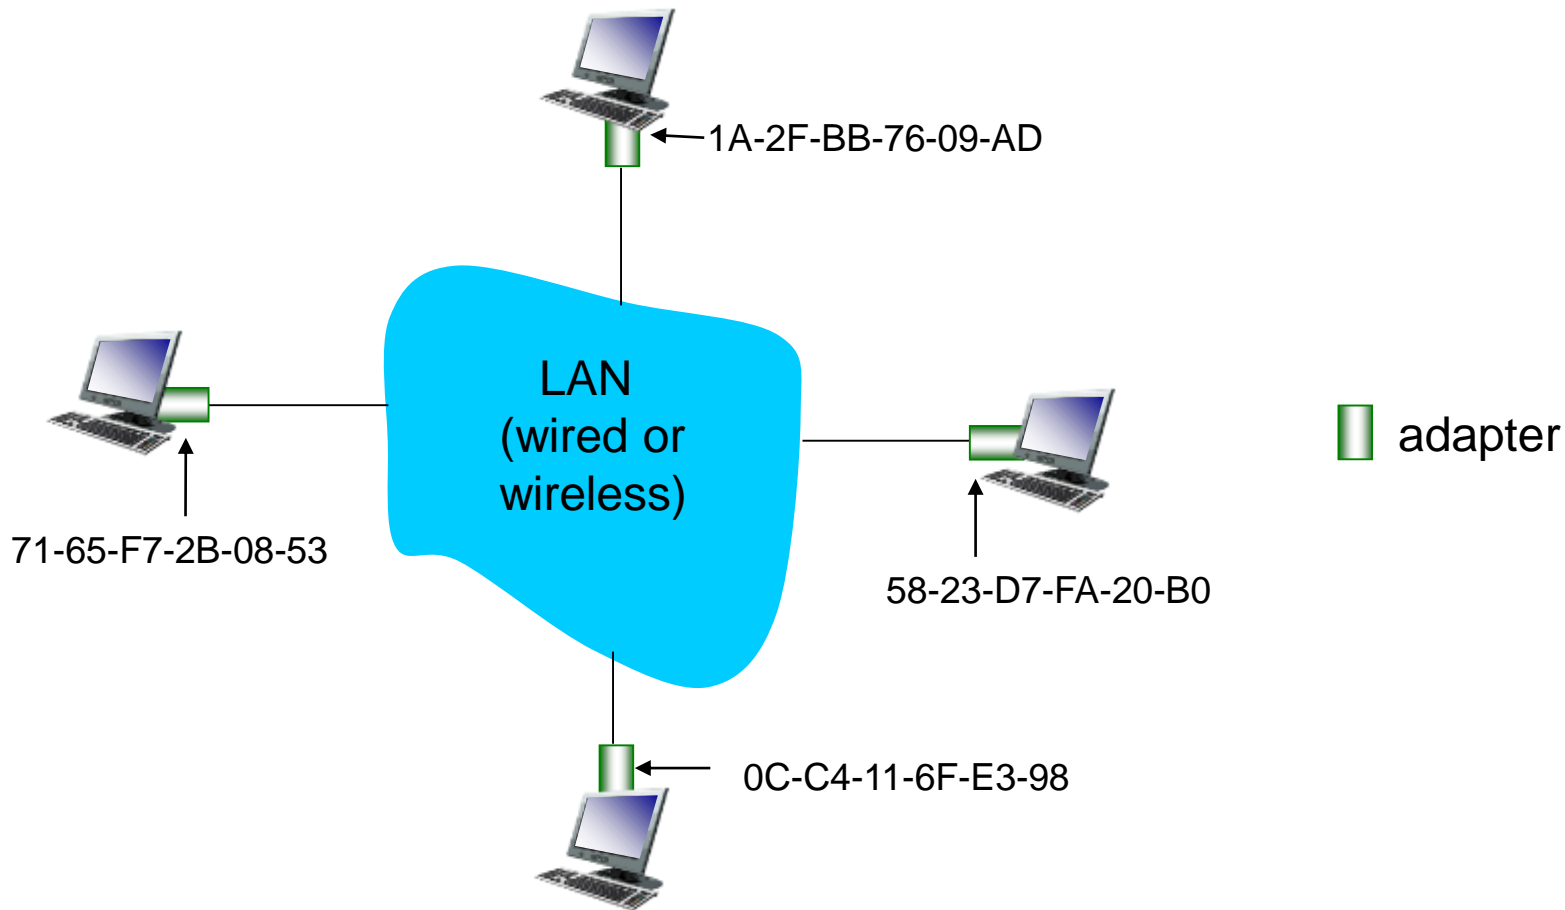 1A-2F-BB-76-09-AD
LAN
(wired or
wireless)
adapter
71-65-F7-2B-08-53
58-23-D7-FA-20-B0
0C-C4-11-6F-E3-98